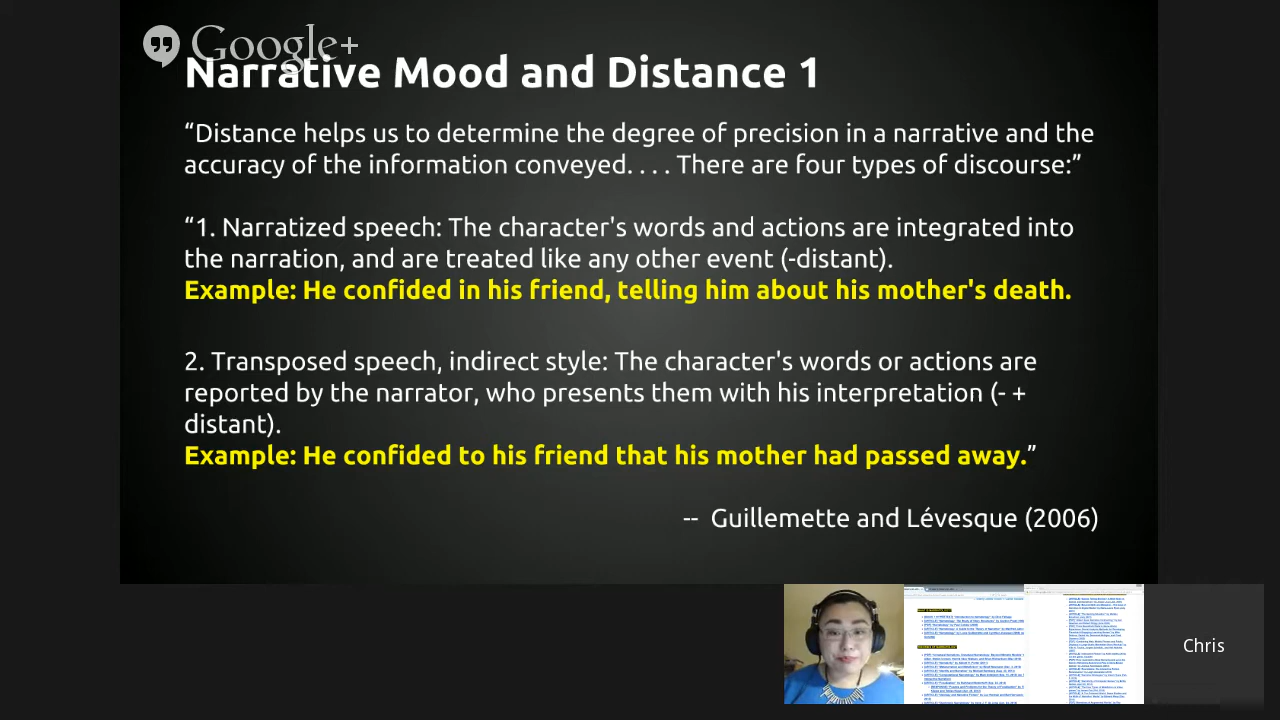 Google+
Narrative Mood and Distance 1
“Distance helps us to determine the degree of precision in a narrative and the
accuracy of the information conveyed. . . . There are four types of discourse:”
“1. Narratized speech: The character's words and actions are integrated into
the narration, and are treated like any other event (-distant).
Example: He confided in his friend, telling him about his mother's death.
2. Transposed speech, indirect style: The character's words or actions are
reported by the narrator, who presents them with his interpretation (- +
distant).
Example: He confided to his friend that his mother had passed away.”
-- Guillemette and Lévesque (2006)
Chris